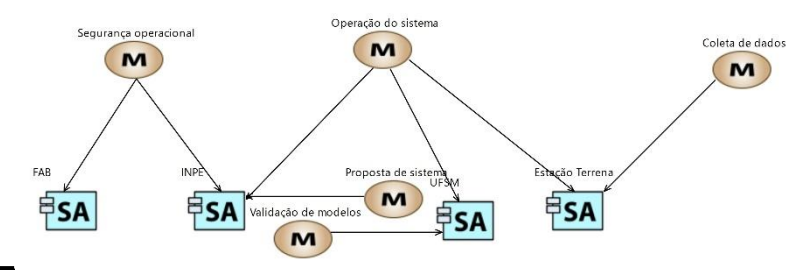 Operação do sistema
Segurança operacional
M
M
Coleta de dados
M
FAB
INPE
Proposta de sistema
Estação Terrena
UFSM
SA
SA
M
SA
SA
Validação de modelos
M